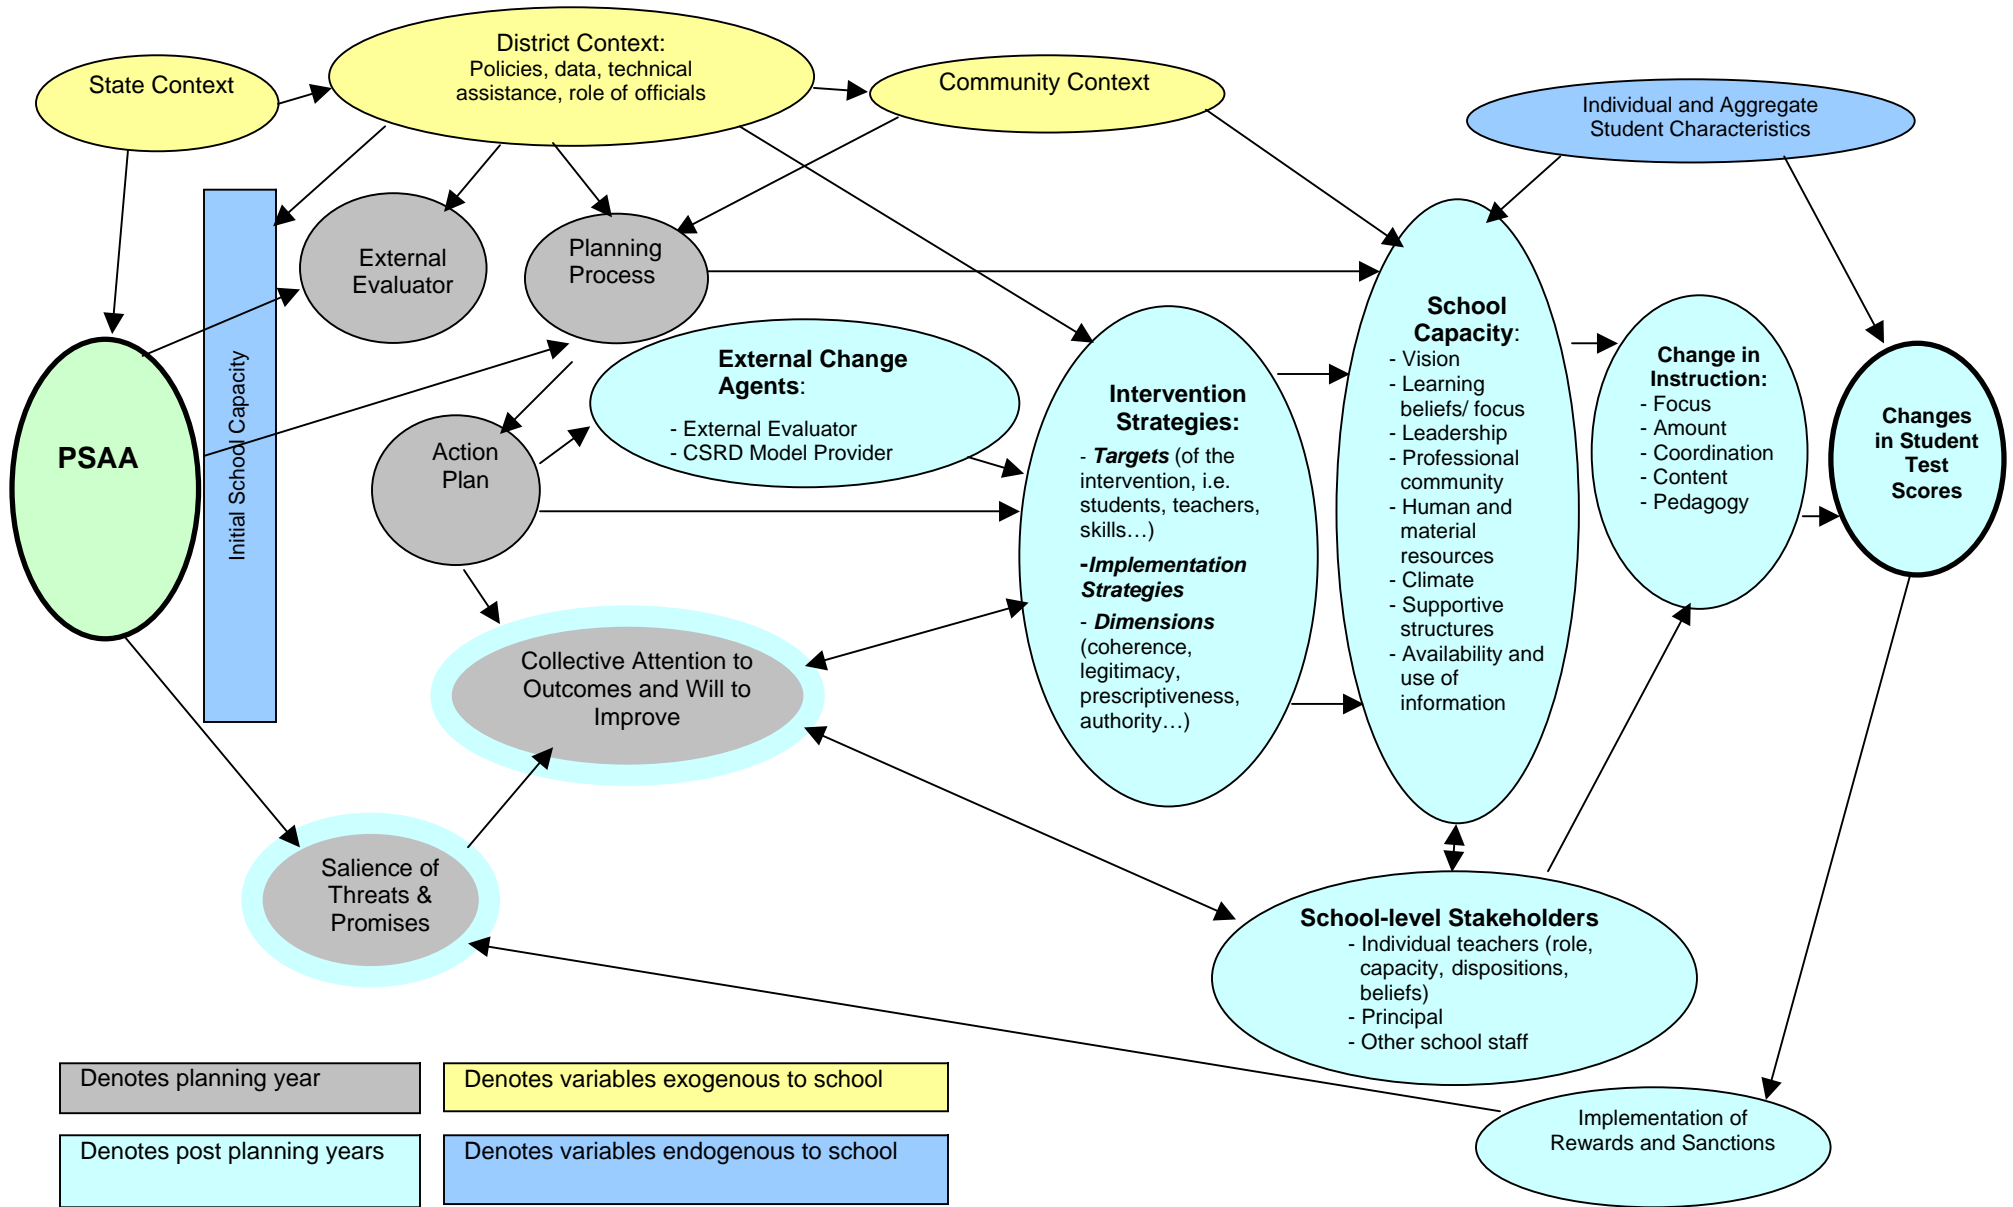 State Context
District Context:
Policies, data, technical
assistance, role of officials
Community Context
Individual and Aggregate
Student Characteristics
Initial School Capacity
External
Evaluator
Planning
Process
PSAA
Action
Plan
External Change
Agents:
- External Evaluator
- CSRD Model Provider
Intervention
Strategies:
- Targets (of the
intervention, i.e.
students, teachers,
skills…)
-Implementation
Strategies
- Dimensions
(coherence,
legitimacy,
prescriptiveness,
authority…)
School
Capacity:
- Vision
- Learning
beliefs/ focus
- Leadership
- Professional
community
- Human and
material
resources
- Climate
- Supportive
structures
- Availability and
use of
information
Change in
Instruction:
- Focus
- Amount
- Coordination
- Content
- Pedagogy
Changes
in Student
Test
Scores
Collective Attention to
Outcomes and Will to
Improve
Salience of
Threats &
Promises
School-level Stakeholders
- Individual teachers (role,
capacity, dispositions,
beliefs)
- Principal
- Other school staff
Implementation of
Rewards and Sanctions
Denotes planning year
Denotes variables exogenous to school
Denotes post planning years
Denotes variables endogenous to school